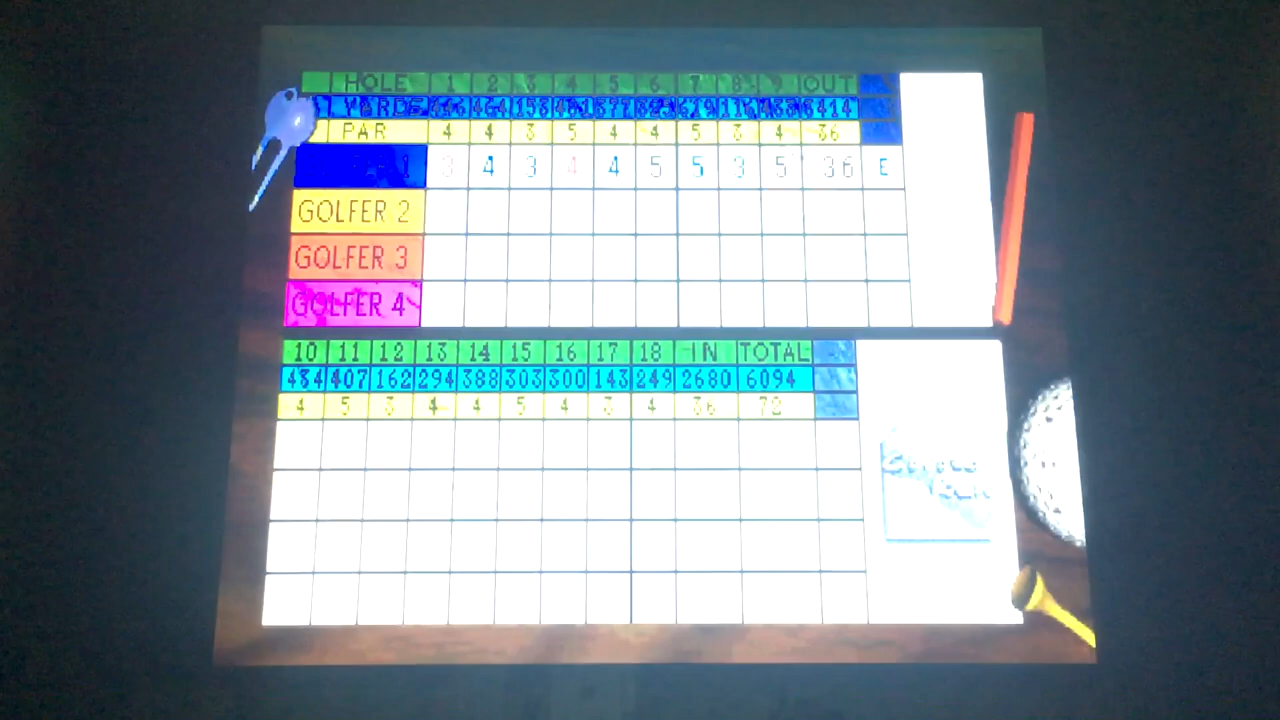 HOLE 1 2 3 4 5 6 7 8 9 OUT
464 153 6414
PAR 4 4 3 5 4 4 5 3 4 36
3 4 3 4 4 5 5 3 5 36 E
GOLFER 2
GOLFER 3
GOLFER 4
10 11 12 13 14 15 16 17 18 IN TOTAL
434 407 162 294 388 303 300 143 249 2680 6094
4 5 3 4 4 5 4 3 4 36 72